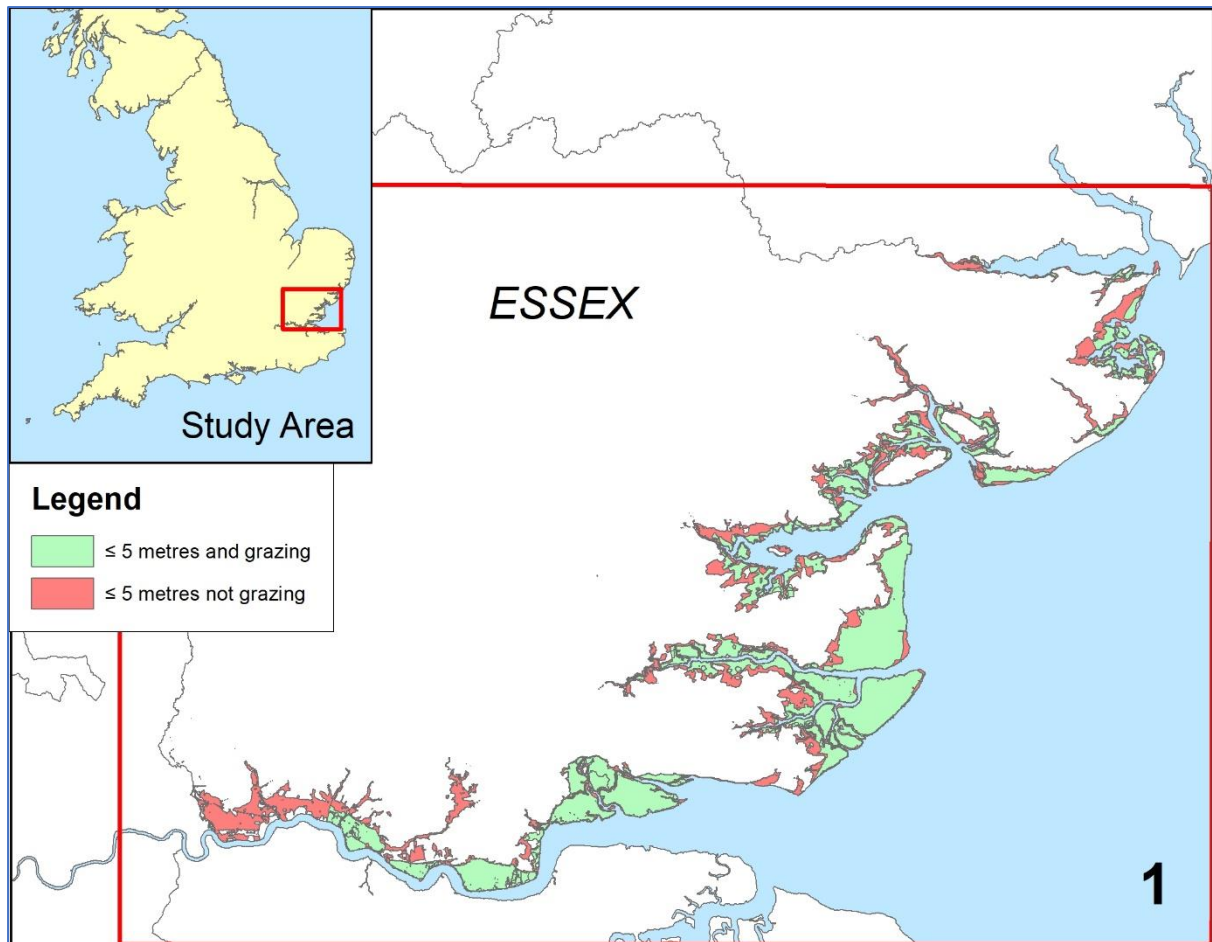 Study Area
ESSEX
Legend
≤ 5 metres and grazing
≤ 5 metres not grazing
1